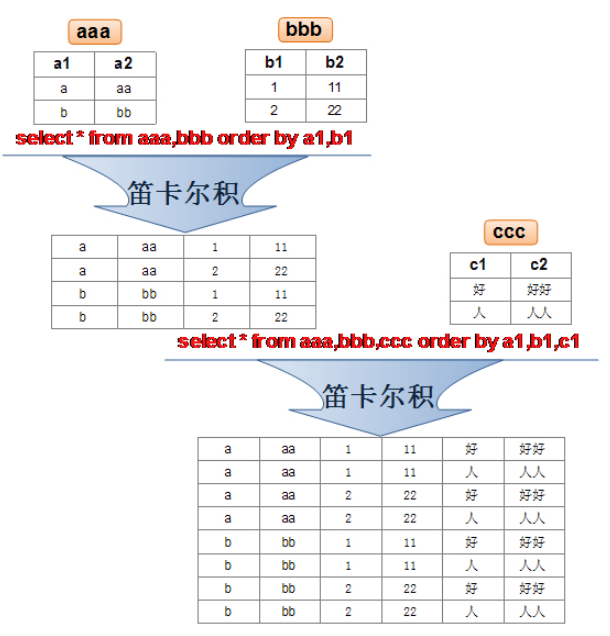 aaa
bbb
a1 a2
b1 b2
a aa
1 11
b bb
2 22
select * from aaa,bbb order by a1,b1
笛卡尔积
a aa 1 11
a aa 2 22
b bb 1 11
b bb 2 22
ccc
c1 c2
好 好好
人 人人
select * from aaa,bbb,ccc order by a1,b1,c1
笛卡尔积
a aa 1 11 好 好好
a aa 1 11 人 人人
a aa 2 22 好 好好
a aa 2 22 人 人人
b bb 1 11 好 好好
b bb 1 11 人 人人
b bb 2 22 好 好好
b bb 2 22 人 人人